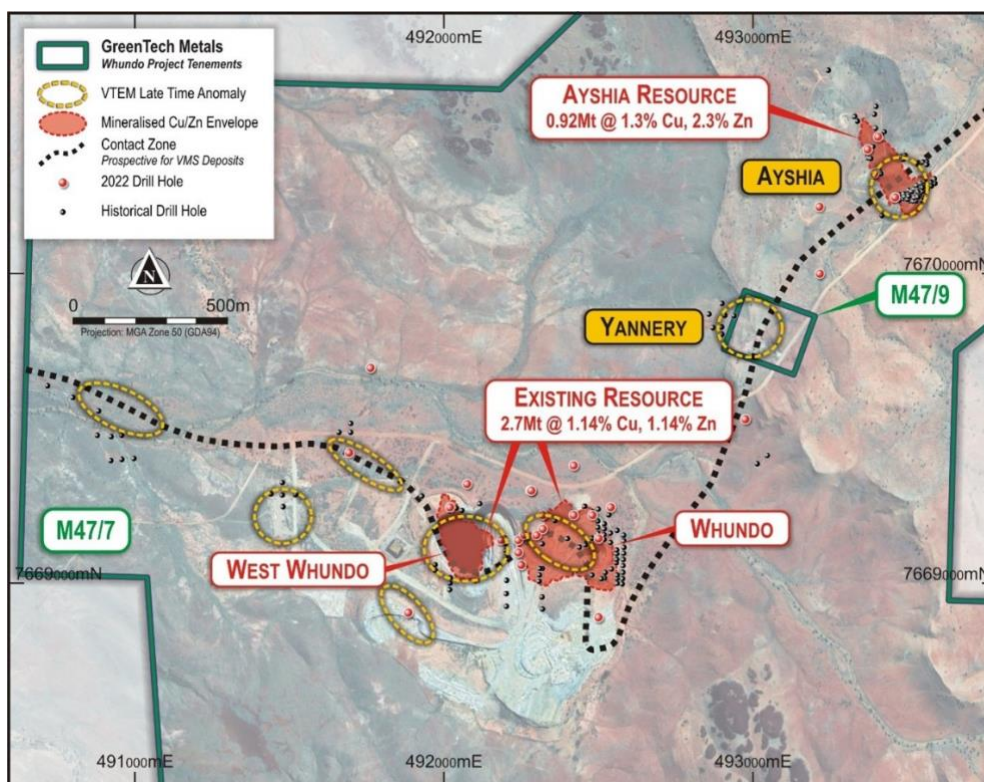 492000mE
493000mE
GreenTech Metals
Whundo Project Tenements
VTEM Late Time Anomaly
Mineralised Cu/Zn Envelope
Contact Zone
Prospective for VMS Deposits
2022 Drill Hole
Historical Drill Hole
AYSHIA RESOURCE
0.92Mt @ 1.3% Cu, 2.3% Zn
AYSHIA
N
0
500m
Projection: MGA Zone 50 (GDA94)
7670000mN
M47/9
YANNERY
EXISTING RESOURCE
2.7Mt @ 1.14% Cu, 1.14% Zn
M47/7
WHUNDO
WEST WHUNDO
7669000mN
7669000mN
491000mE
492000mE
493000mE